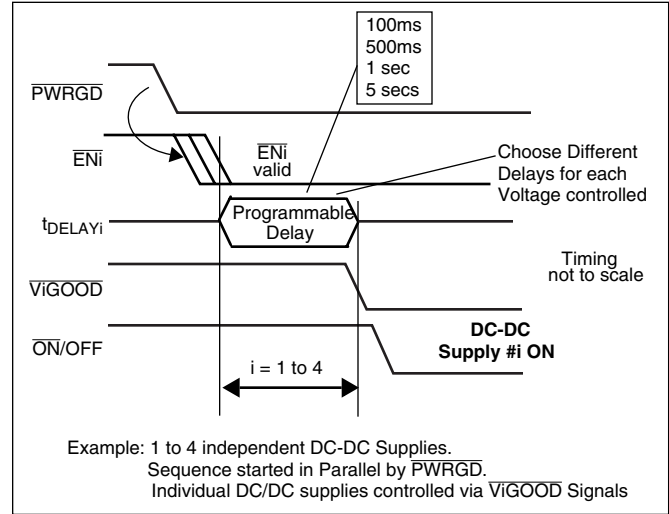 100ms
500ms
1 sec
5 secs
PWRGD
ENi
ENi
valid
Choose Different
Delays for each
Voltage controlled
tDELAYi
Programmable
Delay
Timing
not to scale
ViGOOD
ON/OFF
DC-DC
Supply #i ON
i = 1 to 4
Example: 1 to 4 independent DC-DC Supplies.
Sequence started in Parallel by PWRGD.
Individual DC/DC supplies controlled via ViGOOD Signals